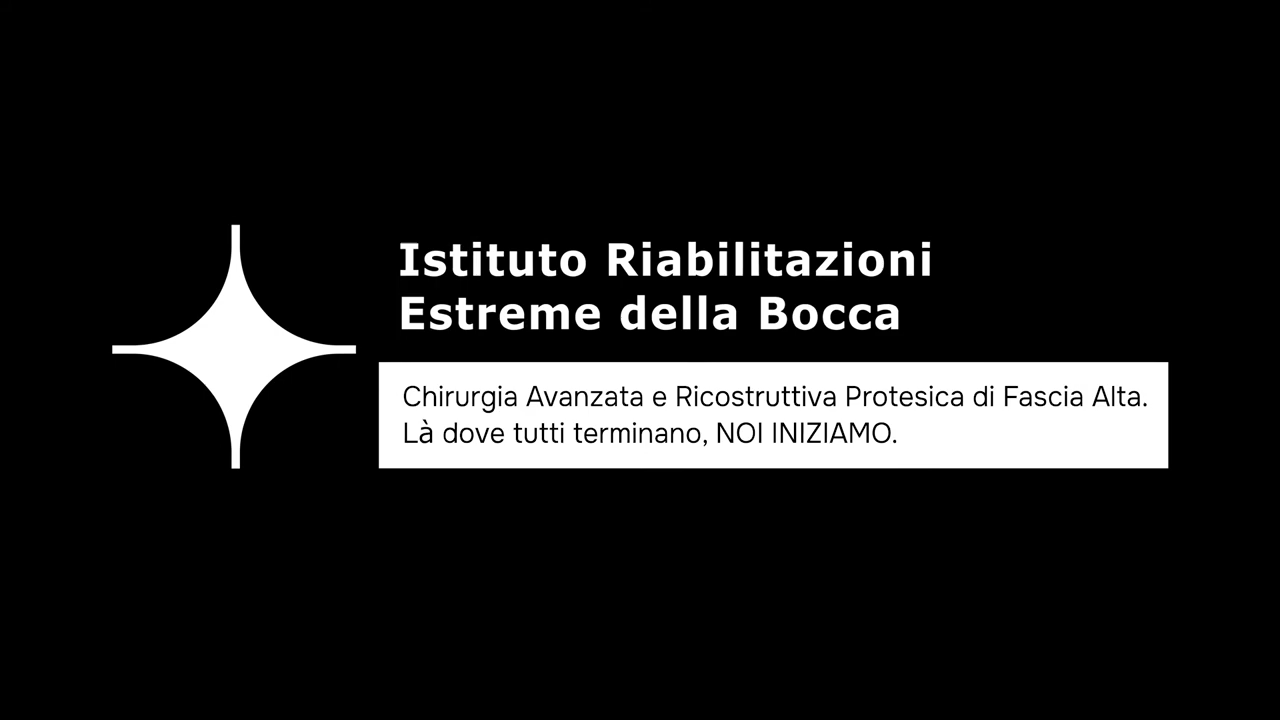 Istituto Riabilitazioni
Estreme della Bocca
Chirurgia Avanzata e Ricostruttiva Protesica di Fascia Alta.
Là dove tutti terminano, NOI INIZIAMO.